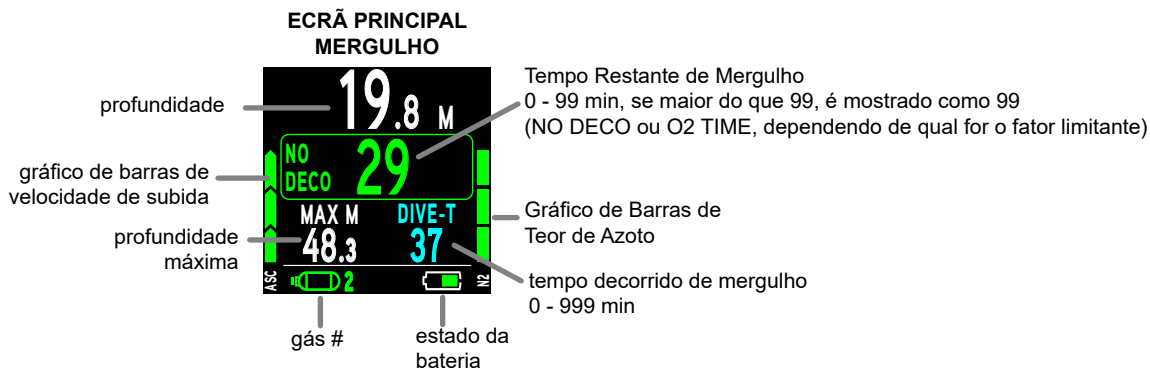 ECRÃ PRINCIPAL
MERGULHO
profundidade
19.8 M
Tempo Restante de Mergulho
0 - 99 min, se maior do que 99, é mostrado como 99
(NO DECO ou O2 TIME, dependendo de qual for o fator limitante)
gráfico de barras de
velocidade de subida
NO
DECO
29
MAX M
DIVE-T
Gráfico de Barras de
Teor de Azoto
profundidade
máxima
48.3
37
tempo decorrido de mergulho
0 - 999 min
ASC
2
N2
gás #
estado da
bateria